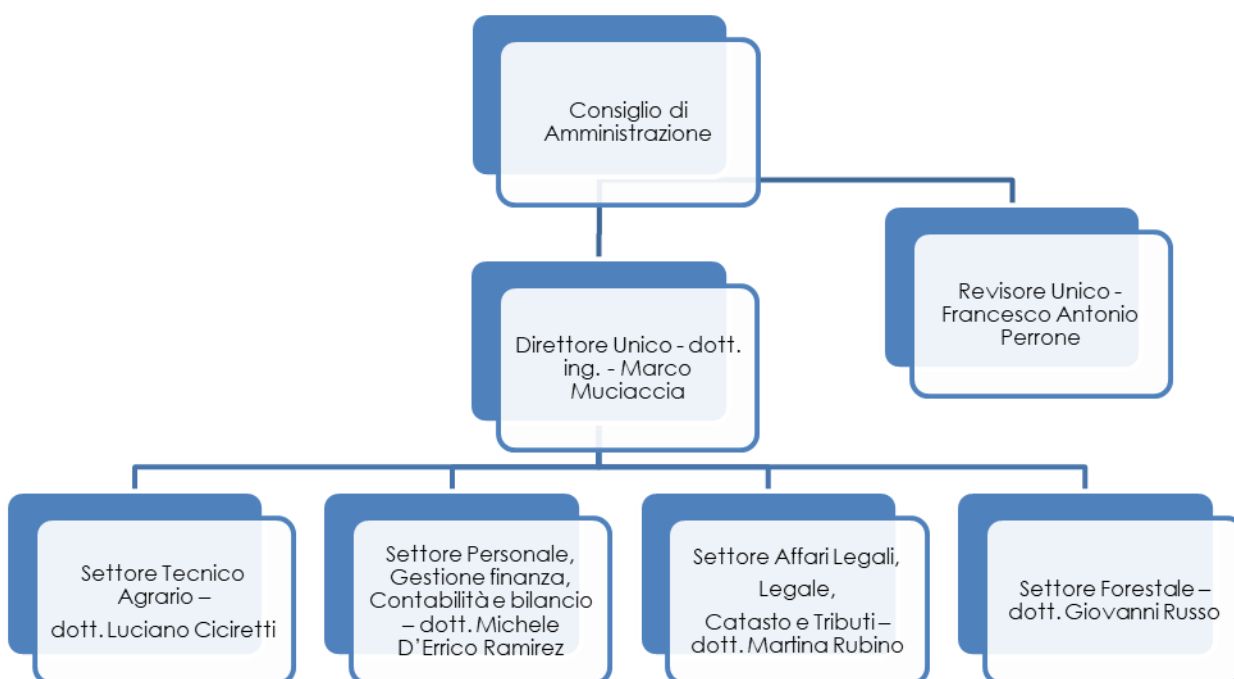 Consiglio di
Amministrazione
Revisore Unico -
Francesco Antonio
Perrone
Direttore Unico - dott.
ing. - Marco
Muciaccia
Settore Tecnico
Agrario –
dott. Luciano Ciciretti
Settore Personale,
Gestione finanza,
Contabilità e bilancio
– dott. Michele
D'Errico Ramirez
Settore Affari Legali,
Legale,
Catasto e Tributi –
dott. Martina Rubino
Settore Forestale –
dott. Giovanni Russo